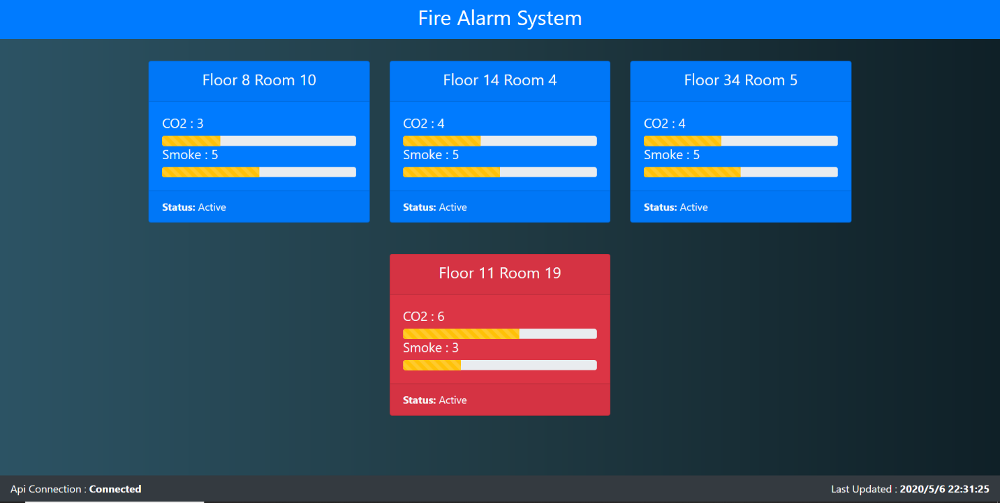 Fire Alarm System
Floor 8 Room 10
CO2 : 3
Smoke : 5
Status: Active
Floor 14 Room 4
CO2 : 4
Smoke : 5
Status: Active
Floor 34 Room 5
CO2 : 4
Smoke : 5
Status: Active
Floor 11 Room 19
CO2 : 6
Smoke : 3
Status: Active
Api Connection : Connected
Last Updated : 2020/5/6 22:31:25